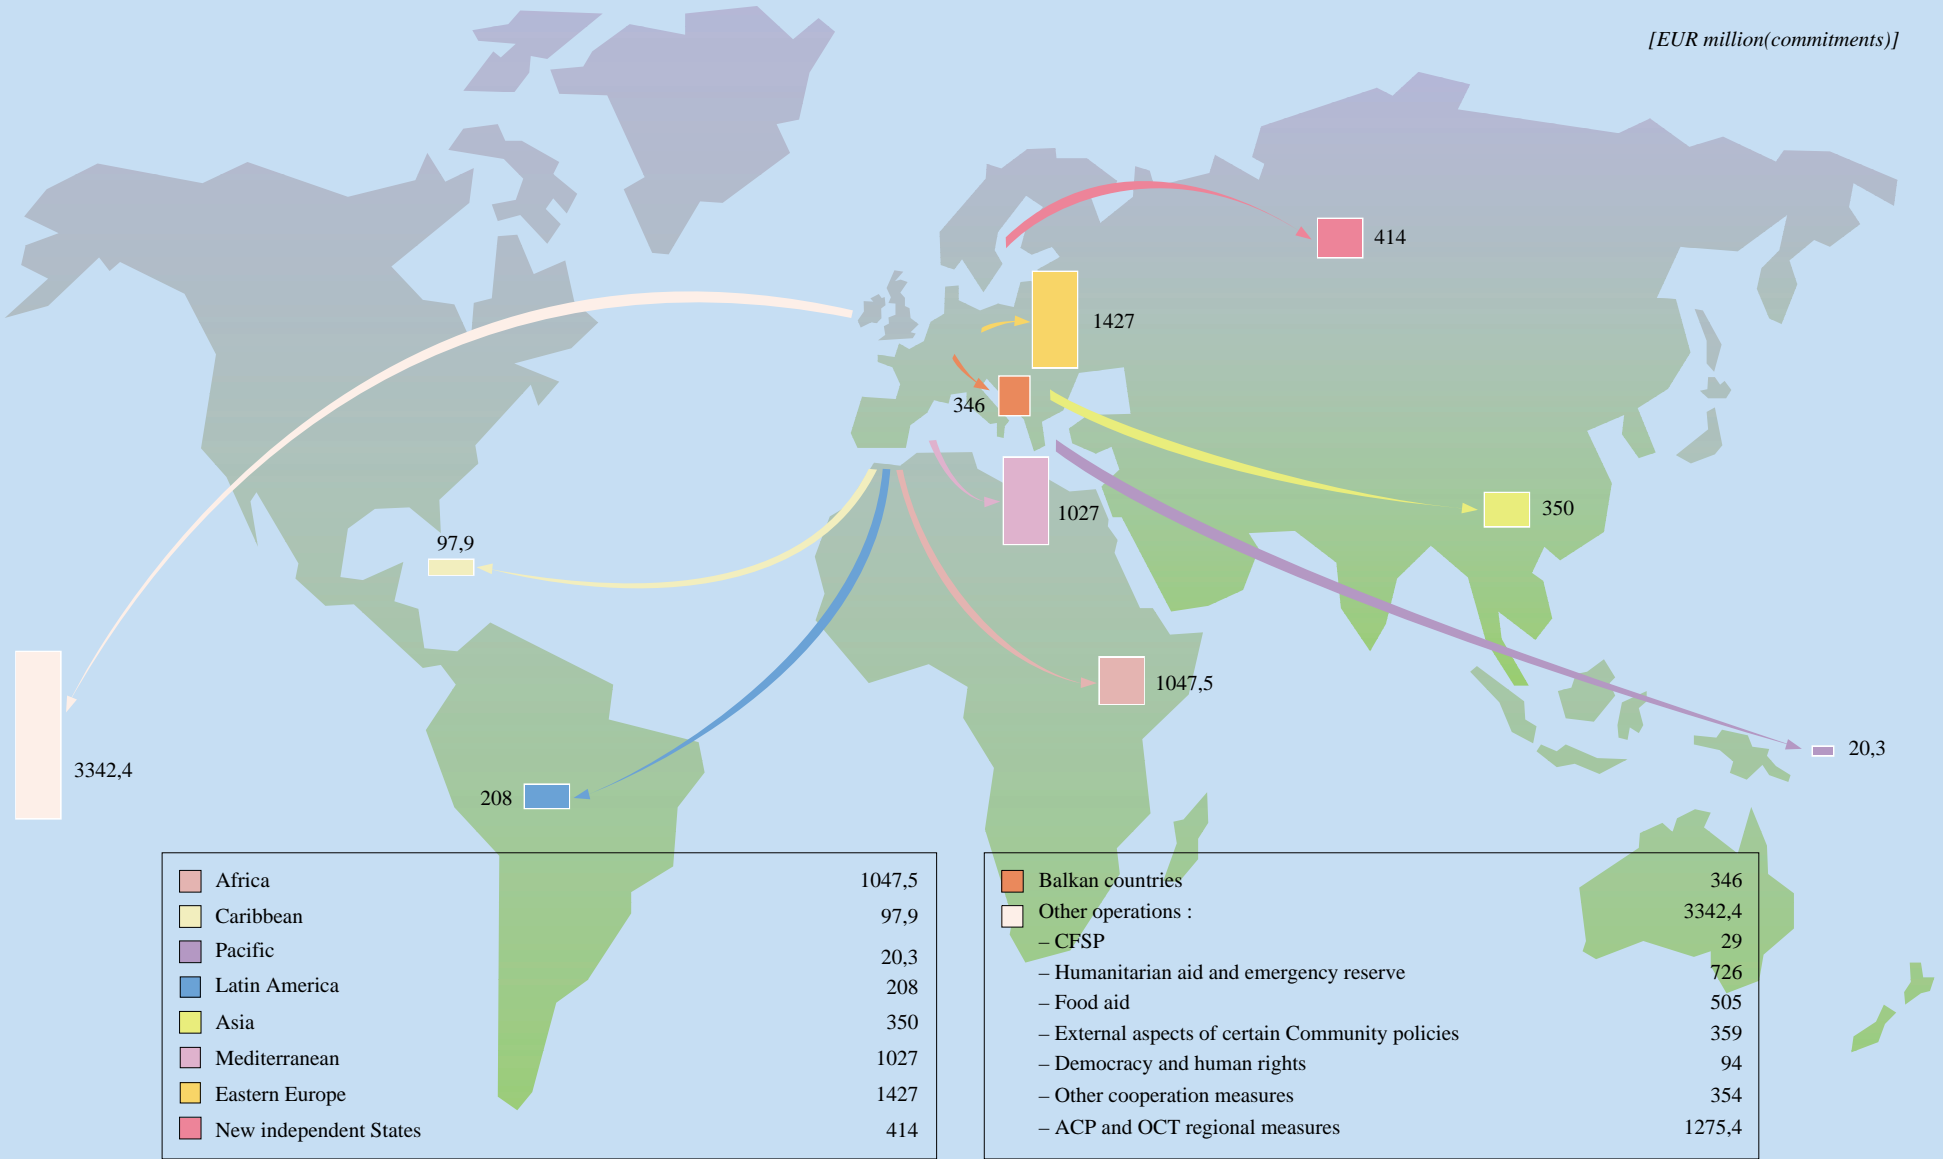 [EUR million(commitments)]
414
1427
346
1027
350
97,9
1047,5
3342,4
208
20,3
Africa 1047,5
Caribbean 97,9
Pacific 20,3
Latin America 208
Asia 350
Mediterranean 1027
Eastern Europe 1427
New independent States 414
Balkan countries 346
Other operations : 3342,4
– CFSP 29
– Humanitarian aid and emergency reserve 726
– Food aid 505
– External aspects of certain Community policies 359
– Democracy and human rights 94
– Other cooperation measures 354
– ACP and OCT regional measures 1275,4